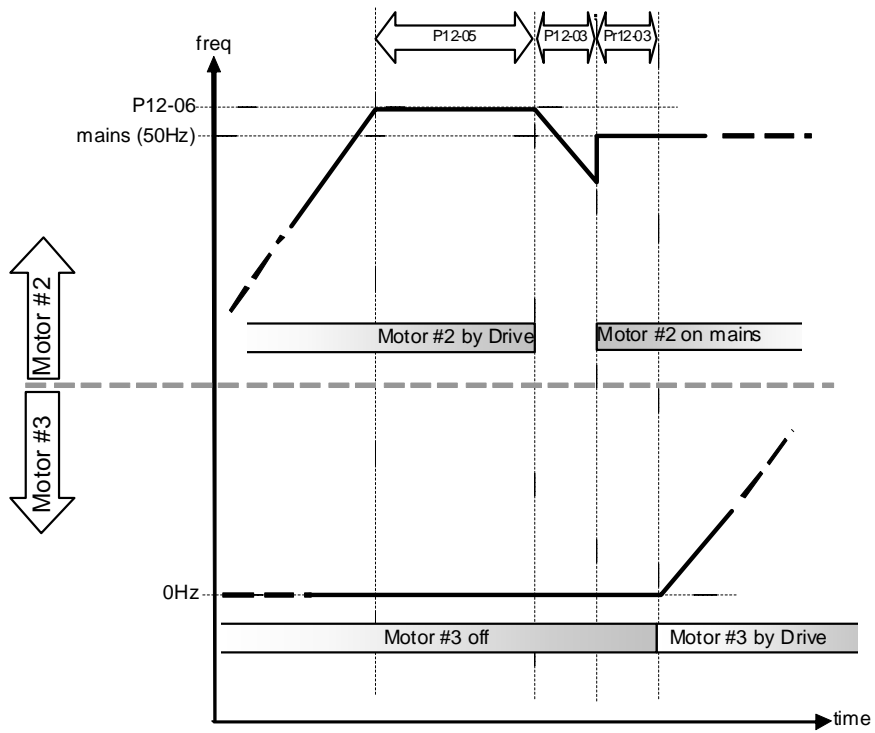 P12-05
P12-03
Pr12-03
freq
P12-06
mains (50Hz)
Motor #2
Motor #2 by Drive
Motor #2 on mains
Motor #3
0Hz
Motor #3 off
Motor #3 by Drive
time